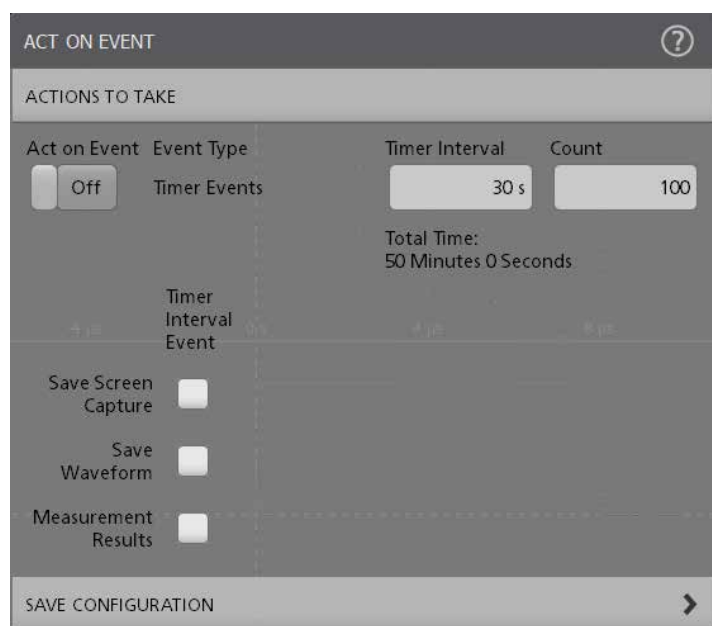 ACT ON EVENT
?
ACTIONS TO TAKE
Act on Event Event Type Timer Interval Count
Off Timer Events 30 s 100
Total Time:
50 Minutes 0 Seconds
Timer
Interval
Event
Save Screen
Capture
Save
Waveform
Measurement
Results
SAVE CONFIGURATION